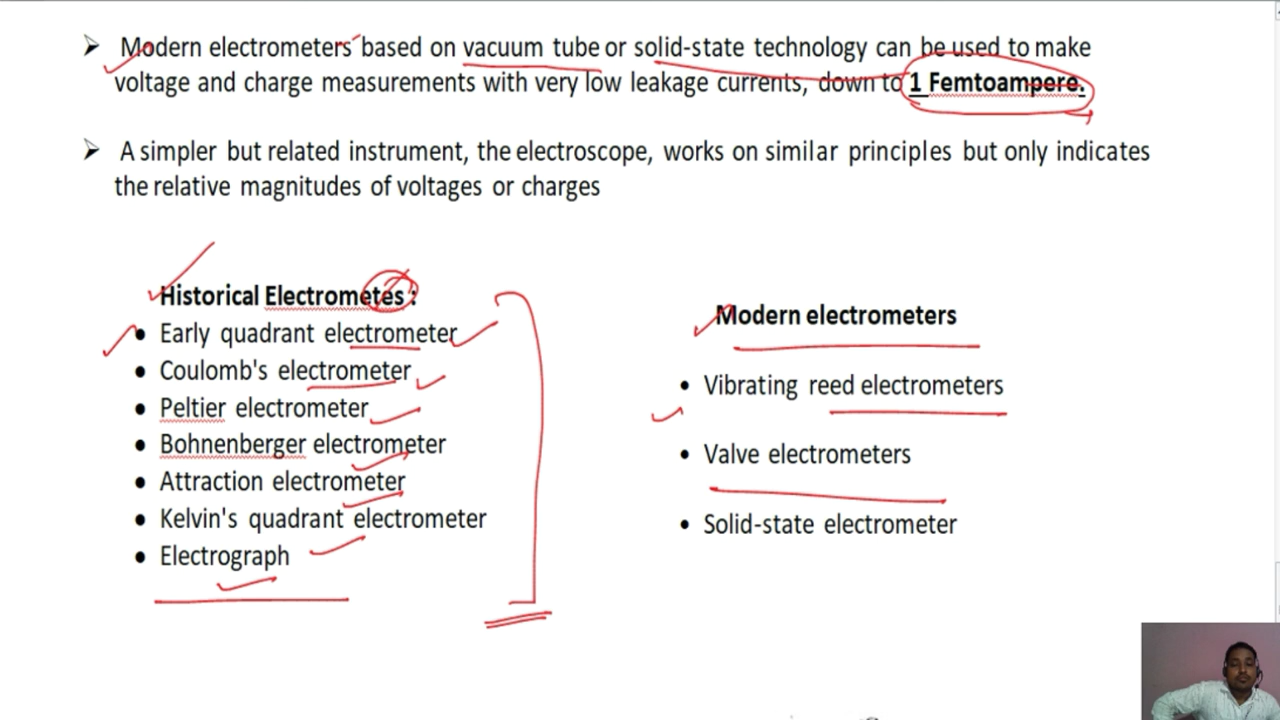 Modern electrometers based on vacuum tube or solid-state technology can be used to make
voltage and charge measurements with very low leakage currents, down to 1 Femtoampere.
A simpler but related instrument, the electroscope, works on similar principles but only indicates
the relative magnitudes of voltages or charges
Historical Electrometes :
• Early quadrant electrometer
• Coulomb's electrometer
• Peltier electrometer
• Bohnenberger electrometer
• Attraction electrometer
• Kelvin's quadrant electrometer
• Electrograph
Modern electrometers
• Vibrating reed electrometers
• Valve electrometers
• Solid-state electrometer